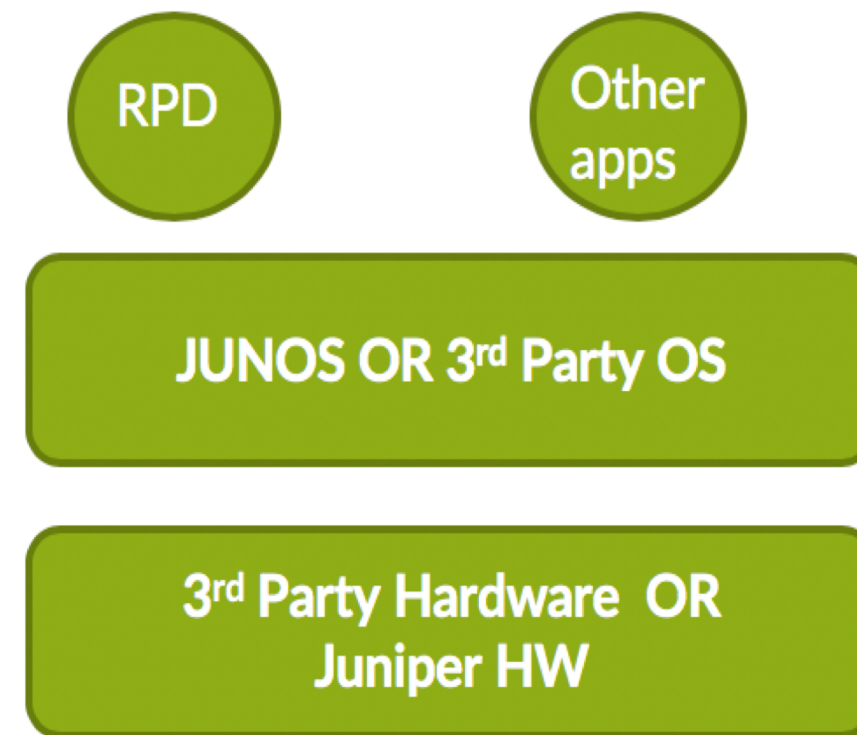 RPD
Other
apps
JUNOS OR 3rd Party OS
3rd Party Hardware OR
Juniper HW